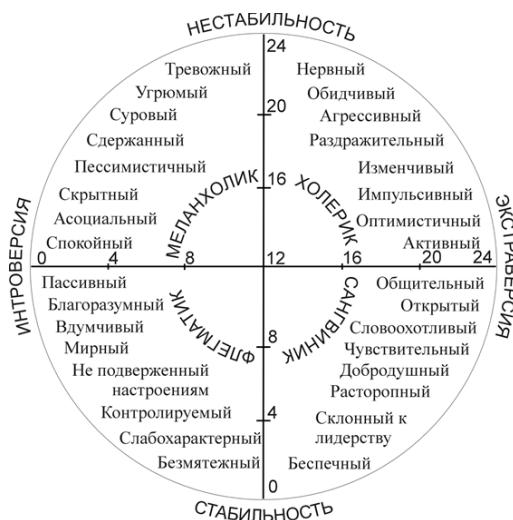 НЕСТАБИЛЬНОСТЬ
24
Тревожный
Нервный
Угрюмый
Обидчивый
20
Суровый
Агрессивный
Сдержанный
Раздражительный
Пессимистичный
Изменчивый
16
МЕЛАНХОЛИК
ХОЛЕРИК
Скрытный
Импульсивный
Асоциальный
Оптимистичный
Спокойный
Активный
ИНТРОВЕРСИЯ
ЭКСТРАВЕРСИЯ
0 4 8 12 16 20 24
Пассивный
Общительный
Благоразумный
Открытый
Вдумчивый
Словоохотливый
ФЛЕГМАТИК
САНГВИНИК
Мирный
8
Чувствительный
Не подверженный
настроениям
Добродушный
Расторопный
Контролируемый
4
Склонный к
лидерству
Слабохарактерный
Безмятежный
Беспечный
0
СТАБИЛЬНОСТЬ